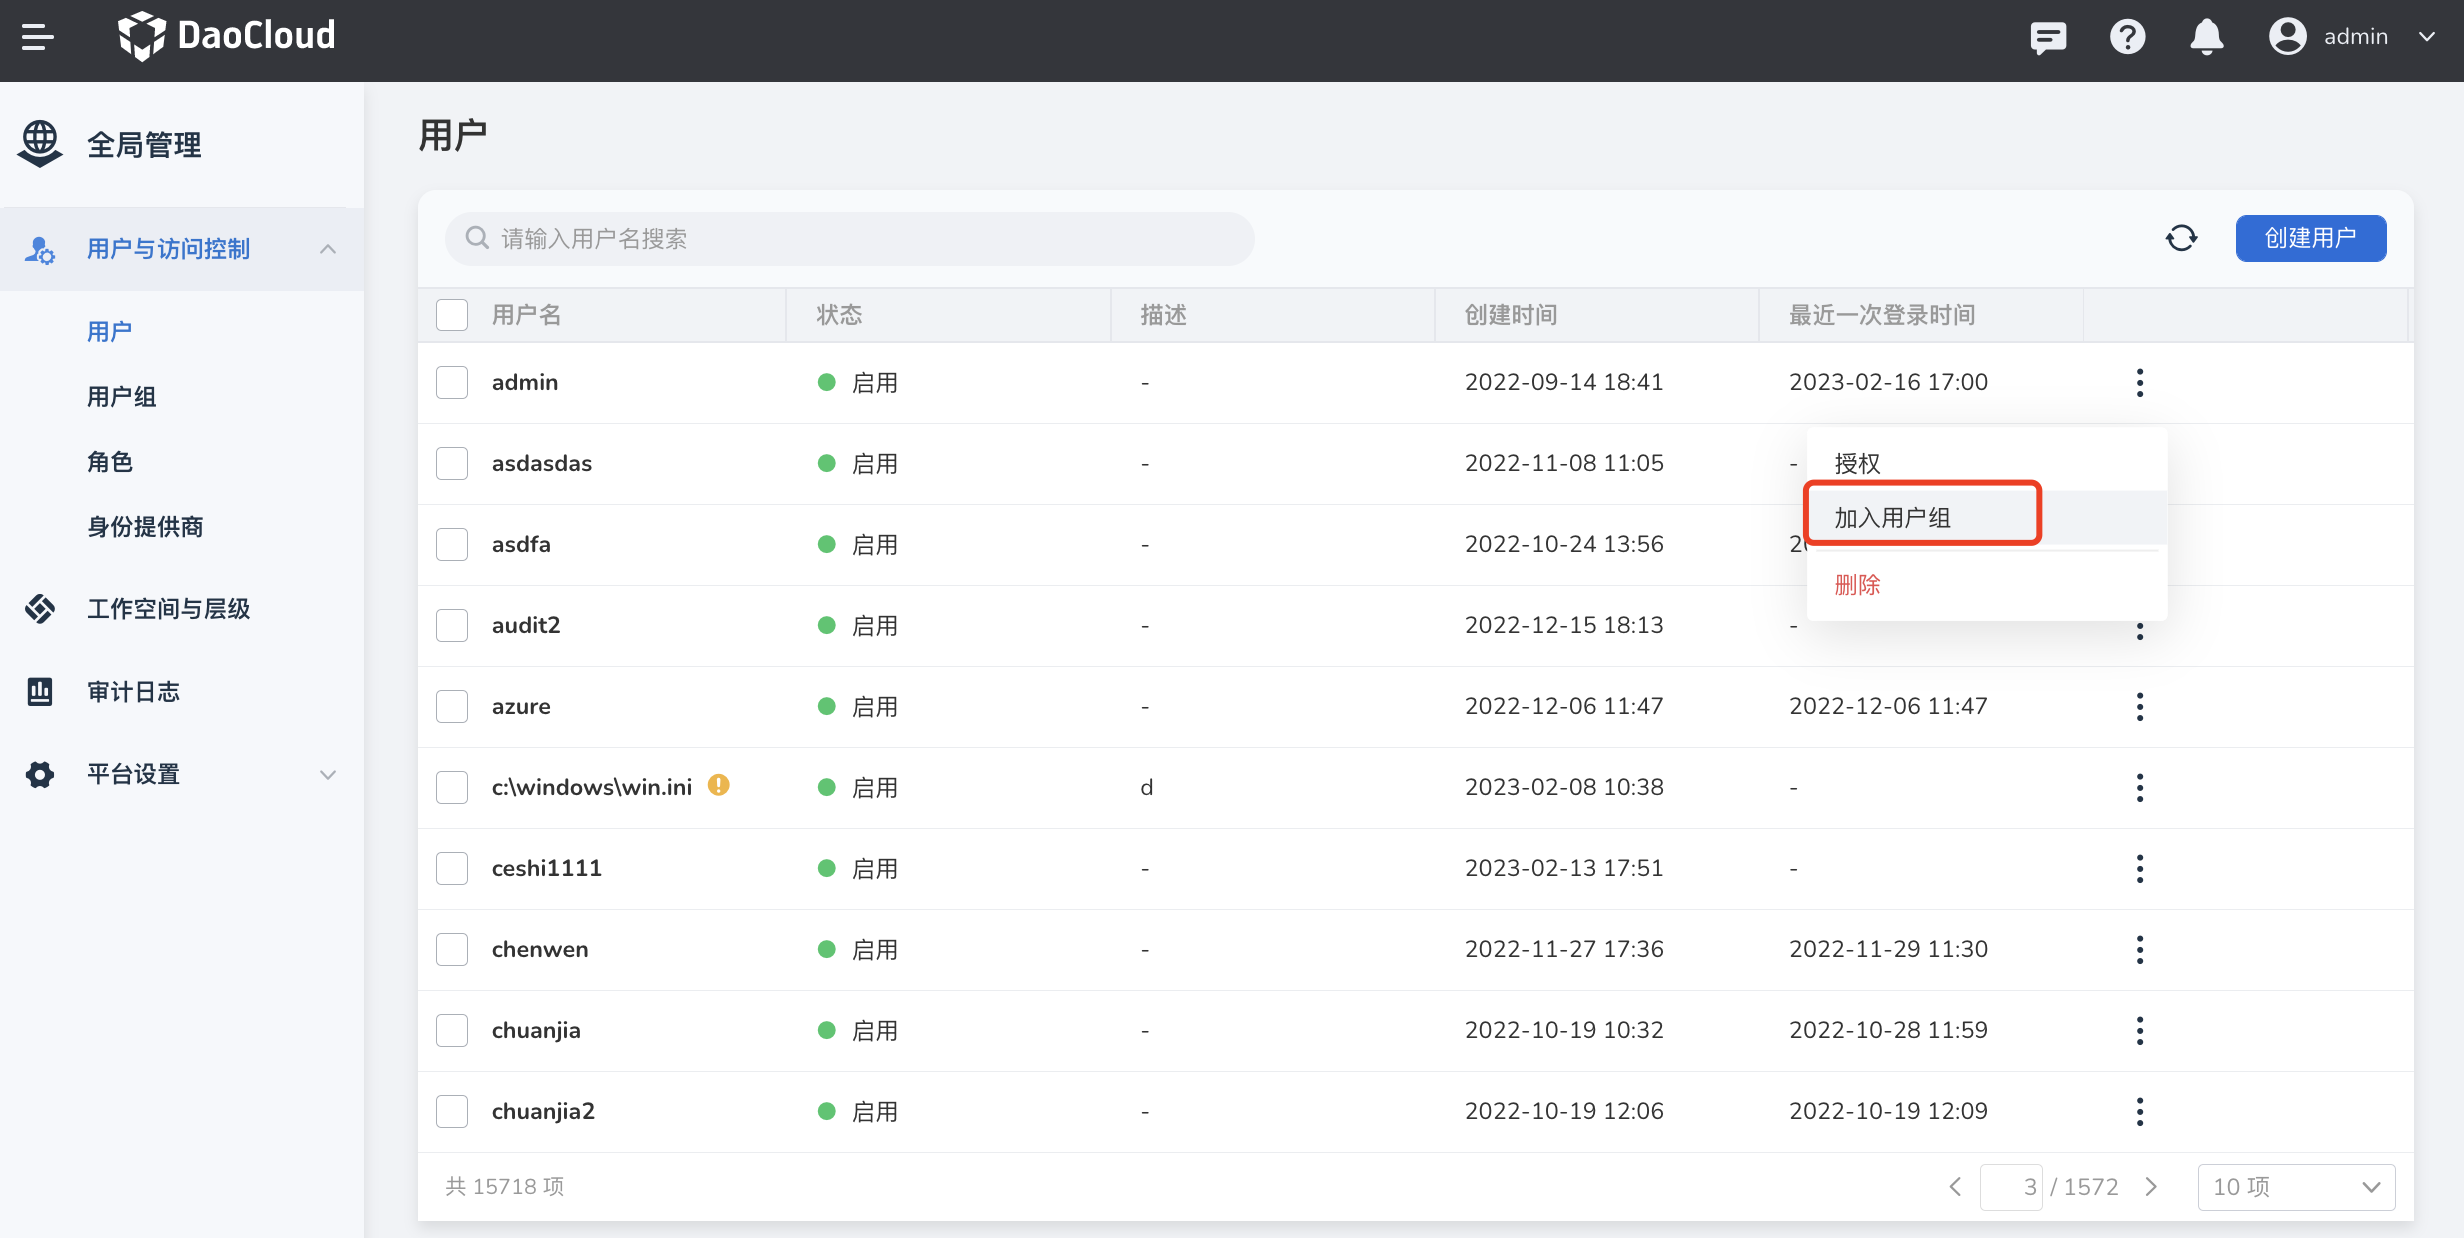 DaoCloud
admin
全局管理
用户与访问控制
用户
用户组
角色
身份提供商
工作空间与层级
审计日志
平台设置
用户
请输入用户名搜索
创建用户
用户名 状态 描述 创建时间 最近一次登录时间
admin 启用 - 2022-09-14 18:41 2023-02-16 17:00
asdasdas 启用 - 2022-11-08 11:05 -
asdfa 启用 - 2022-10-24 13:56
audit2 启用 - 2022-12-15 18:13 -
azure 启用 - 2022-12-06 11:47 2022-12-06 11:47
c:\windows\win.ini 启用 d 2023-02-08 10:38 -
ceshi1111 启用 - 2023-02-13 17:51 -
chenwen 启用 - 2022-11-27 17:36 2022-11-29 11:30
chuanjia 启用 - 2022-10-19 10:32 2022-10-28 11:59
chuanjia2 启用 - 2022-10-19 12:06 2022-10-19 12:09
授权
加入用户组
删除
共 15718 项
3 / 1572
10 项